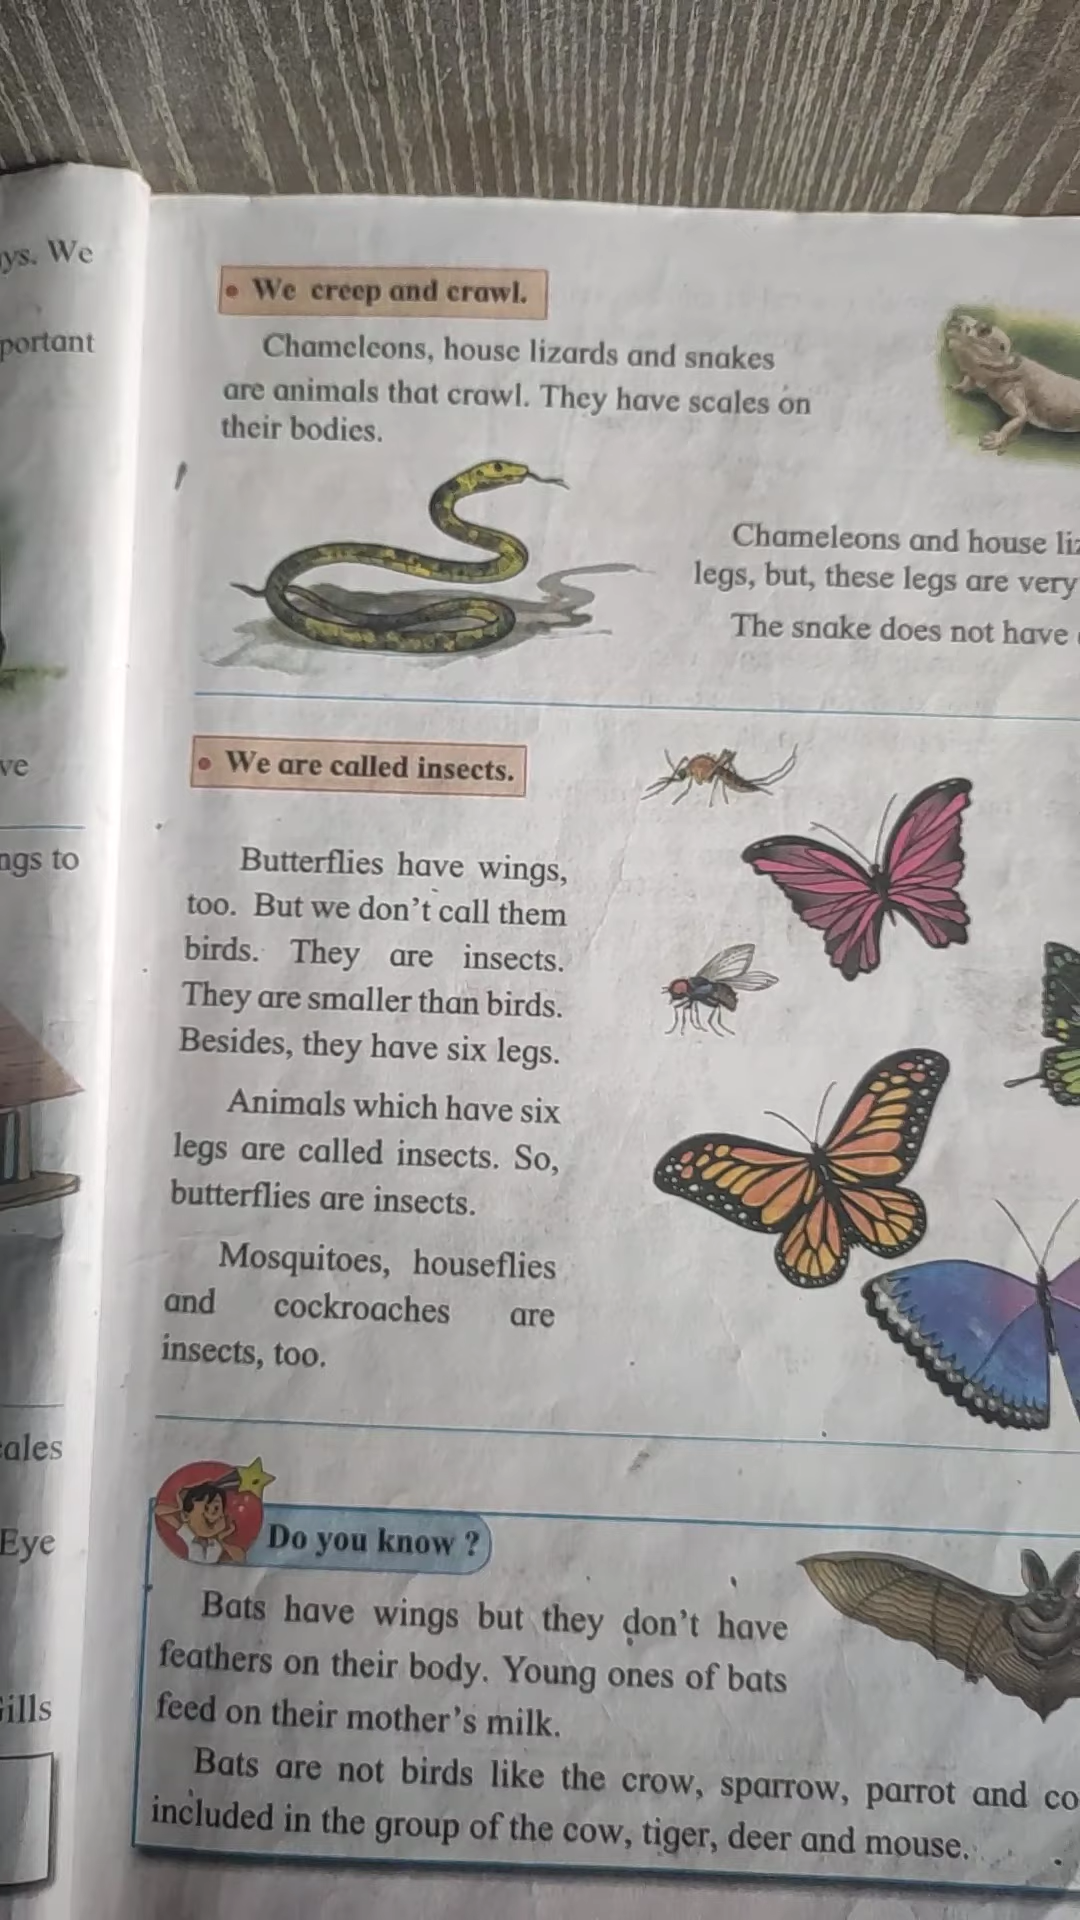 ys. We
portant
ve
ngs to
ales
Eye
ills
• We creep and crawl.
Chameleons, house lizards and snakes
are animals that crawl. They have scales on
their bodies.
Chameleons and house
legs, but, these legs are very
The snake does not have
• We are called insects.
Butterflies have wings,
too. But we don't call them
birds. They are insects.
They are smaller than birds.
Besides, they have six legs.
Animals which have six
legs are called insects. So,
butterflies are insects.
Mosquitoes, houseflies
and cockroaches are
insects, too.
Do you know ?
Bats have wings but they don't have
feathers on their body. Young ones of bats
feed on their mother's milk.
Bats are not birds like the crow, sparrow, parrot and co
included in the group of the cow, tiger, deer and mouse.